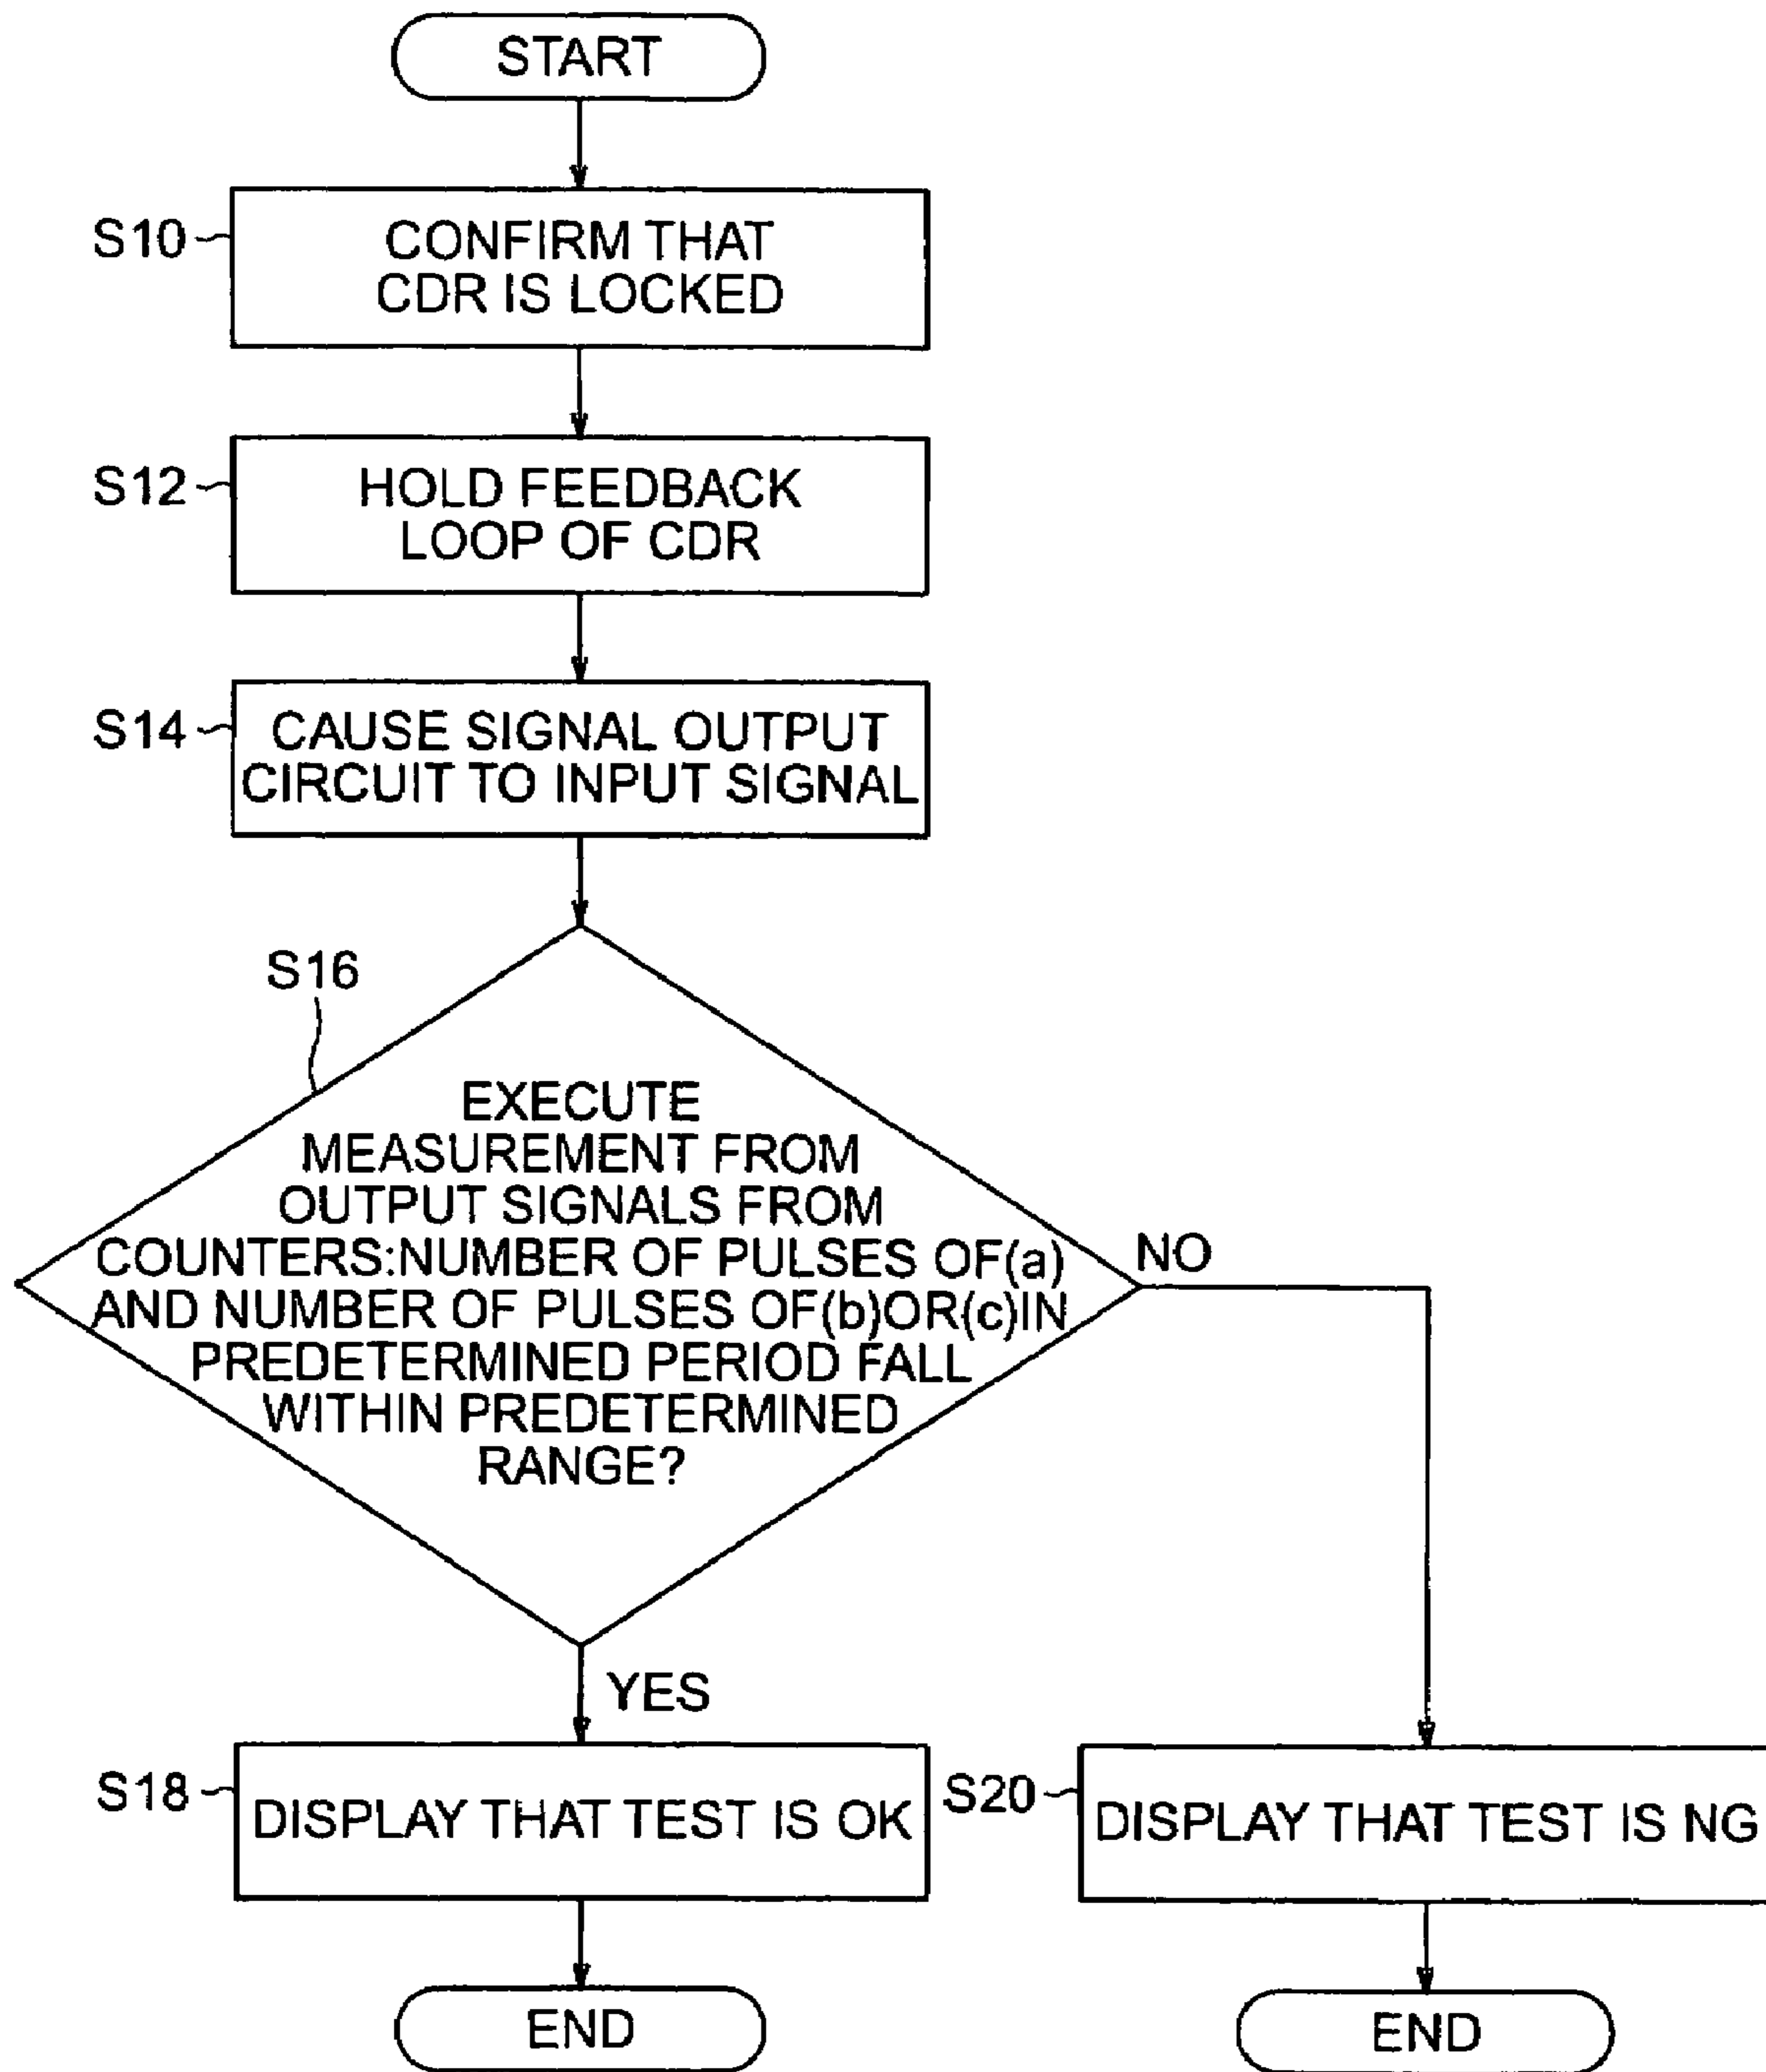 START
S10
CONFIRM THAT
CDR IS LOCKED
S12
HOLD FEEDBACK
LOOP OF CDR
S14
CAUSE SIGNAL OUTPUT
CIRCUIT TO INPUT SIGNAL
S16
EXECUTE
MEASUREMENT FROM
OUTPUT SIGNALS FROM
COUNTERS:NUMBER OF PULSES OF(a)
AND NUMBER OF PULSES OF(b)OR(c)IN
PREDETERMINED PERIOD FALL
WITHIN PREDETERMINED
RANGE?
NO
YES
S18
DISPLAY THAT TEST IS OK
S20
DISPLAY THAT TEST IS NG
END
END